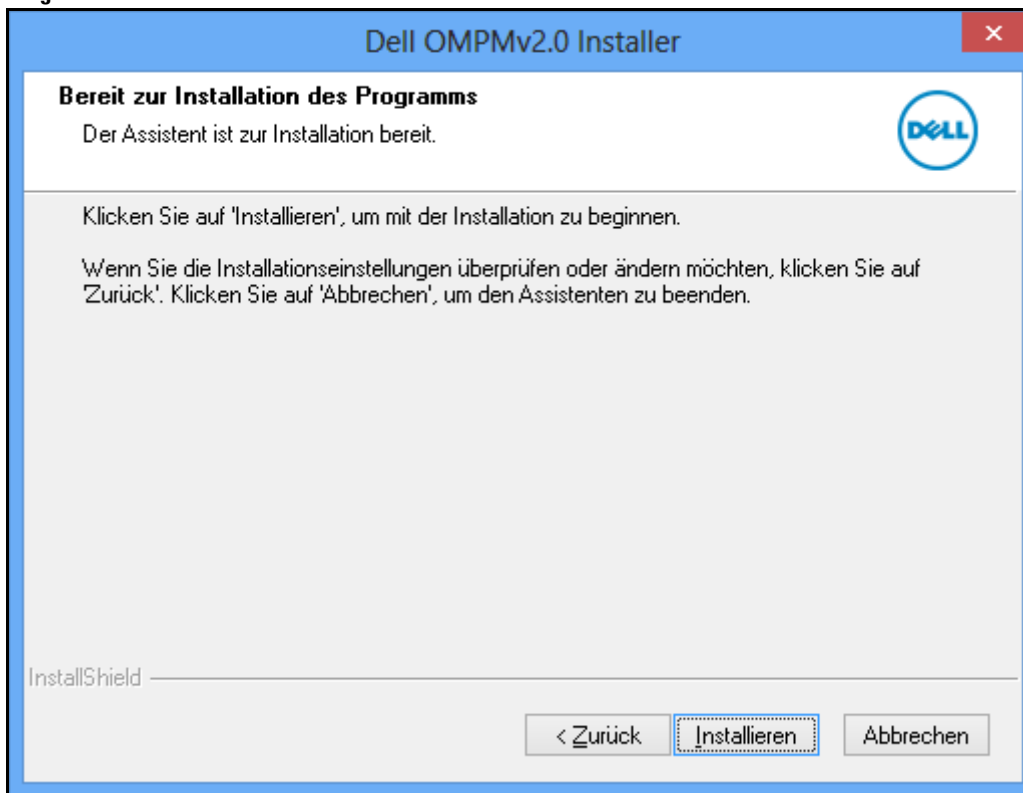 Dell OMPMv2.0 Installer
Bereit zur Installation des Programms
Der Assistent ist zur Installation bereit.
DELL
Klicken Sie auf 'Installieren', um mit der Installation zu beginnen.
Wenn Sie die Installationseinstellungen überprüfen oder ändern möchten, klicken Sie auf
'Zurück'. Klicken Sie auf 'Abbrechen', um den Assistenten zu beenden.
InstallShield
< Zurück
Installieren
Abbrechen